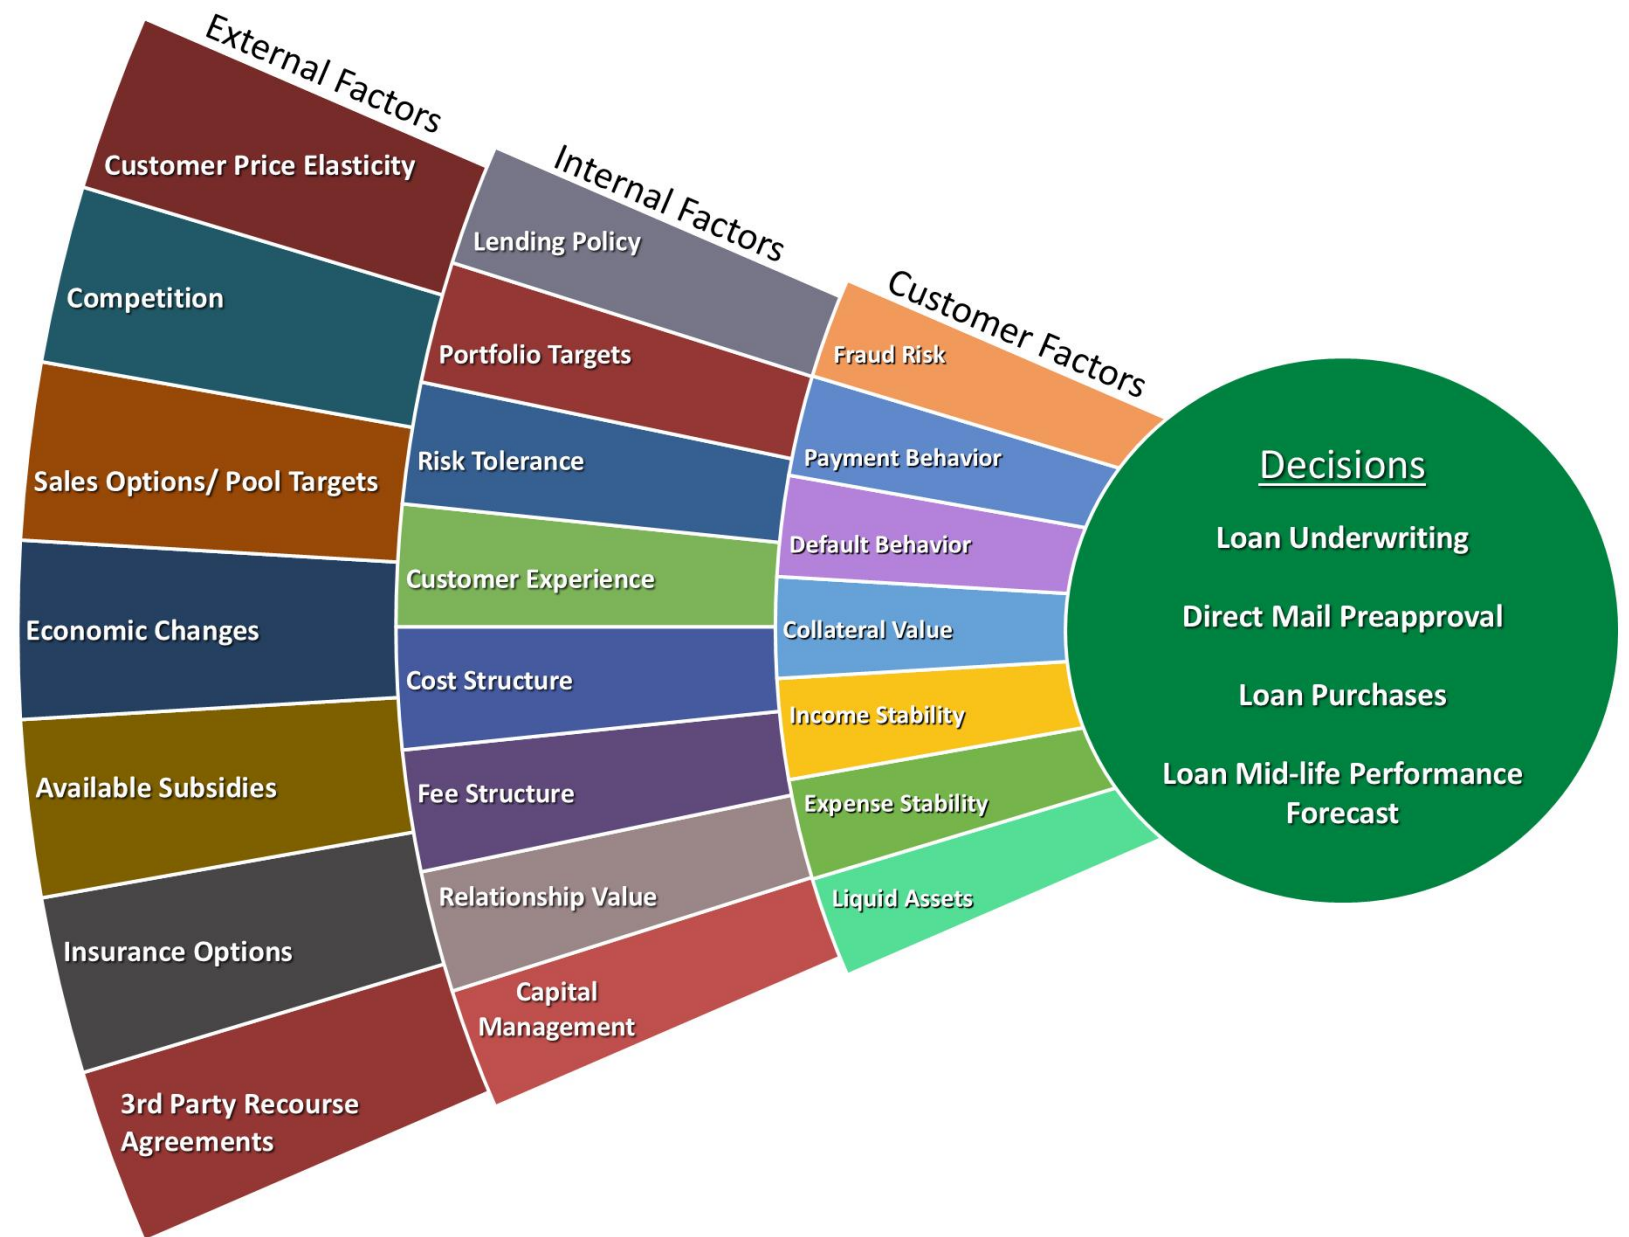 External Factors
Customer Price Elasticity
Competition
Sales Options/ Pool Targets
Economic Changes
Available Subsidies
Insurance Options
3rd Party Recourse
Agreements
Internal Factors
Lending Policy
Portfolio Targets
Risk Tolerance
Customer Experience
Cost Structure
Fee Structure
Relationship Value
Capital
Management
Customer Factors
Fraud Risk
Payment Behavior
Default Behavior
Collateral Value
Income Stability
Expense Stability
Liquid Assets
Decisions
Loan Underwriting
Direct Mail Preapproval
Loan Purchases
Loan Mid-life Performance
Forecast